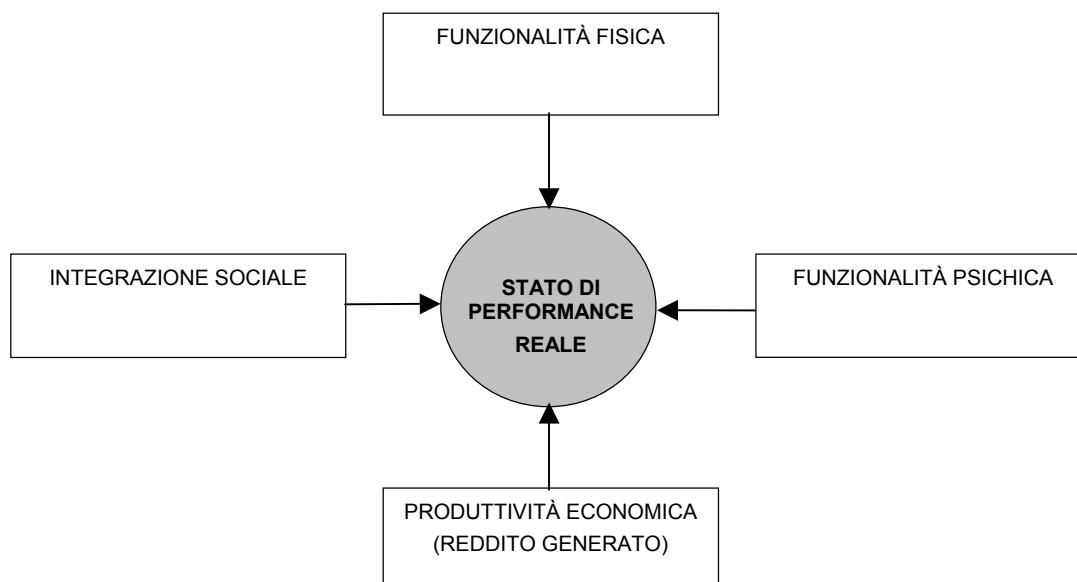 FUNZIONALITÀ FISICA
INTEGRAZIONE SOCIALE
STATO DI
PERFORMANCE
REALE
FUNZIONALITÀ PSICHICA
PRODUTTIVITÀ ECONOMICA
(REDDITO GENERATO)